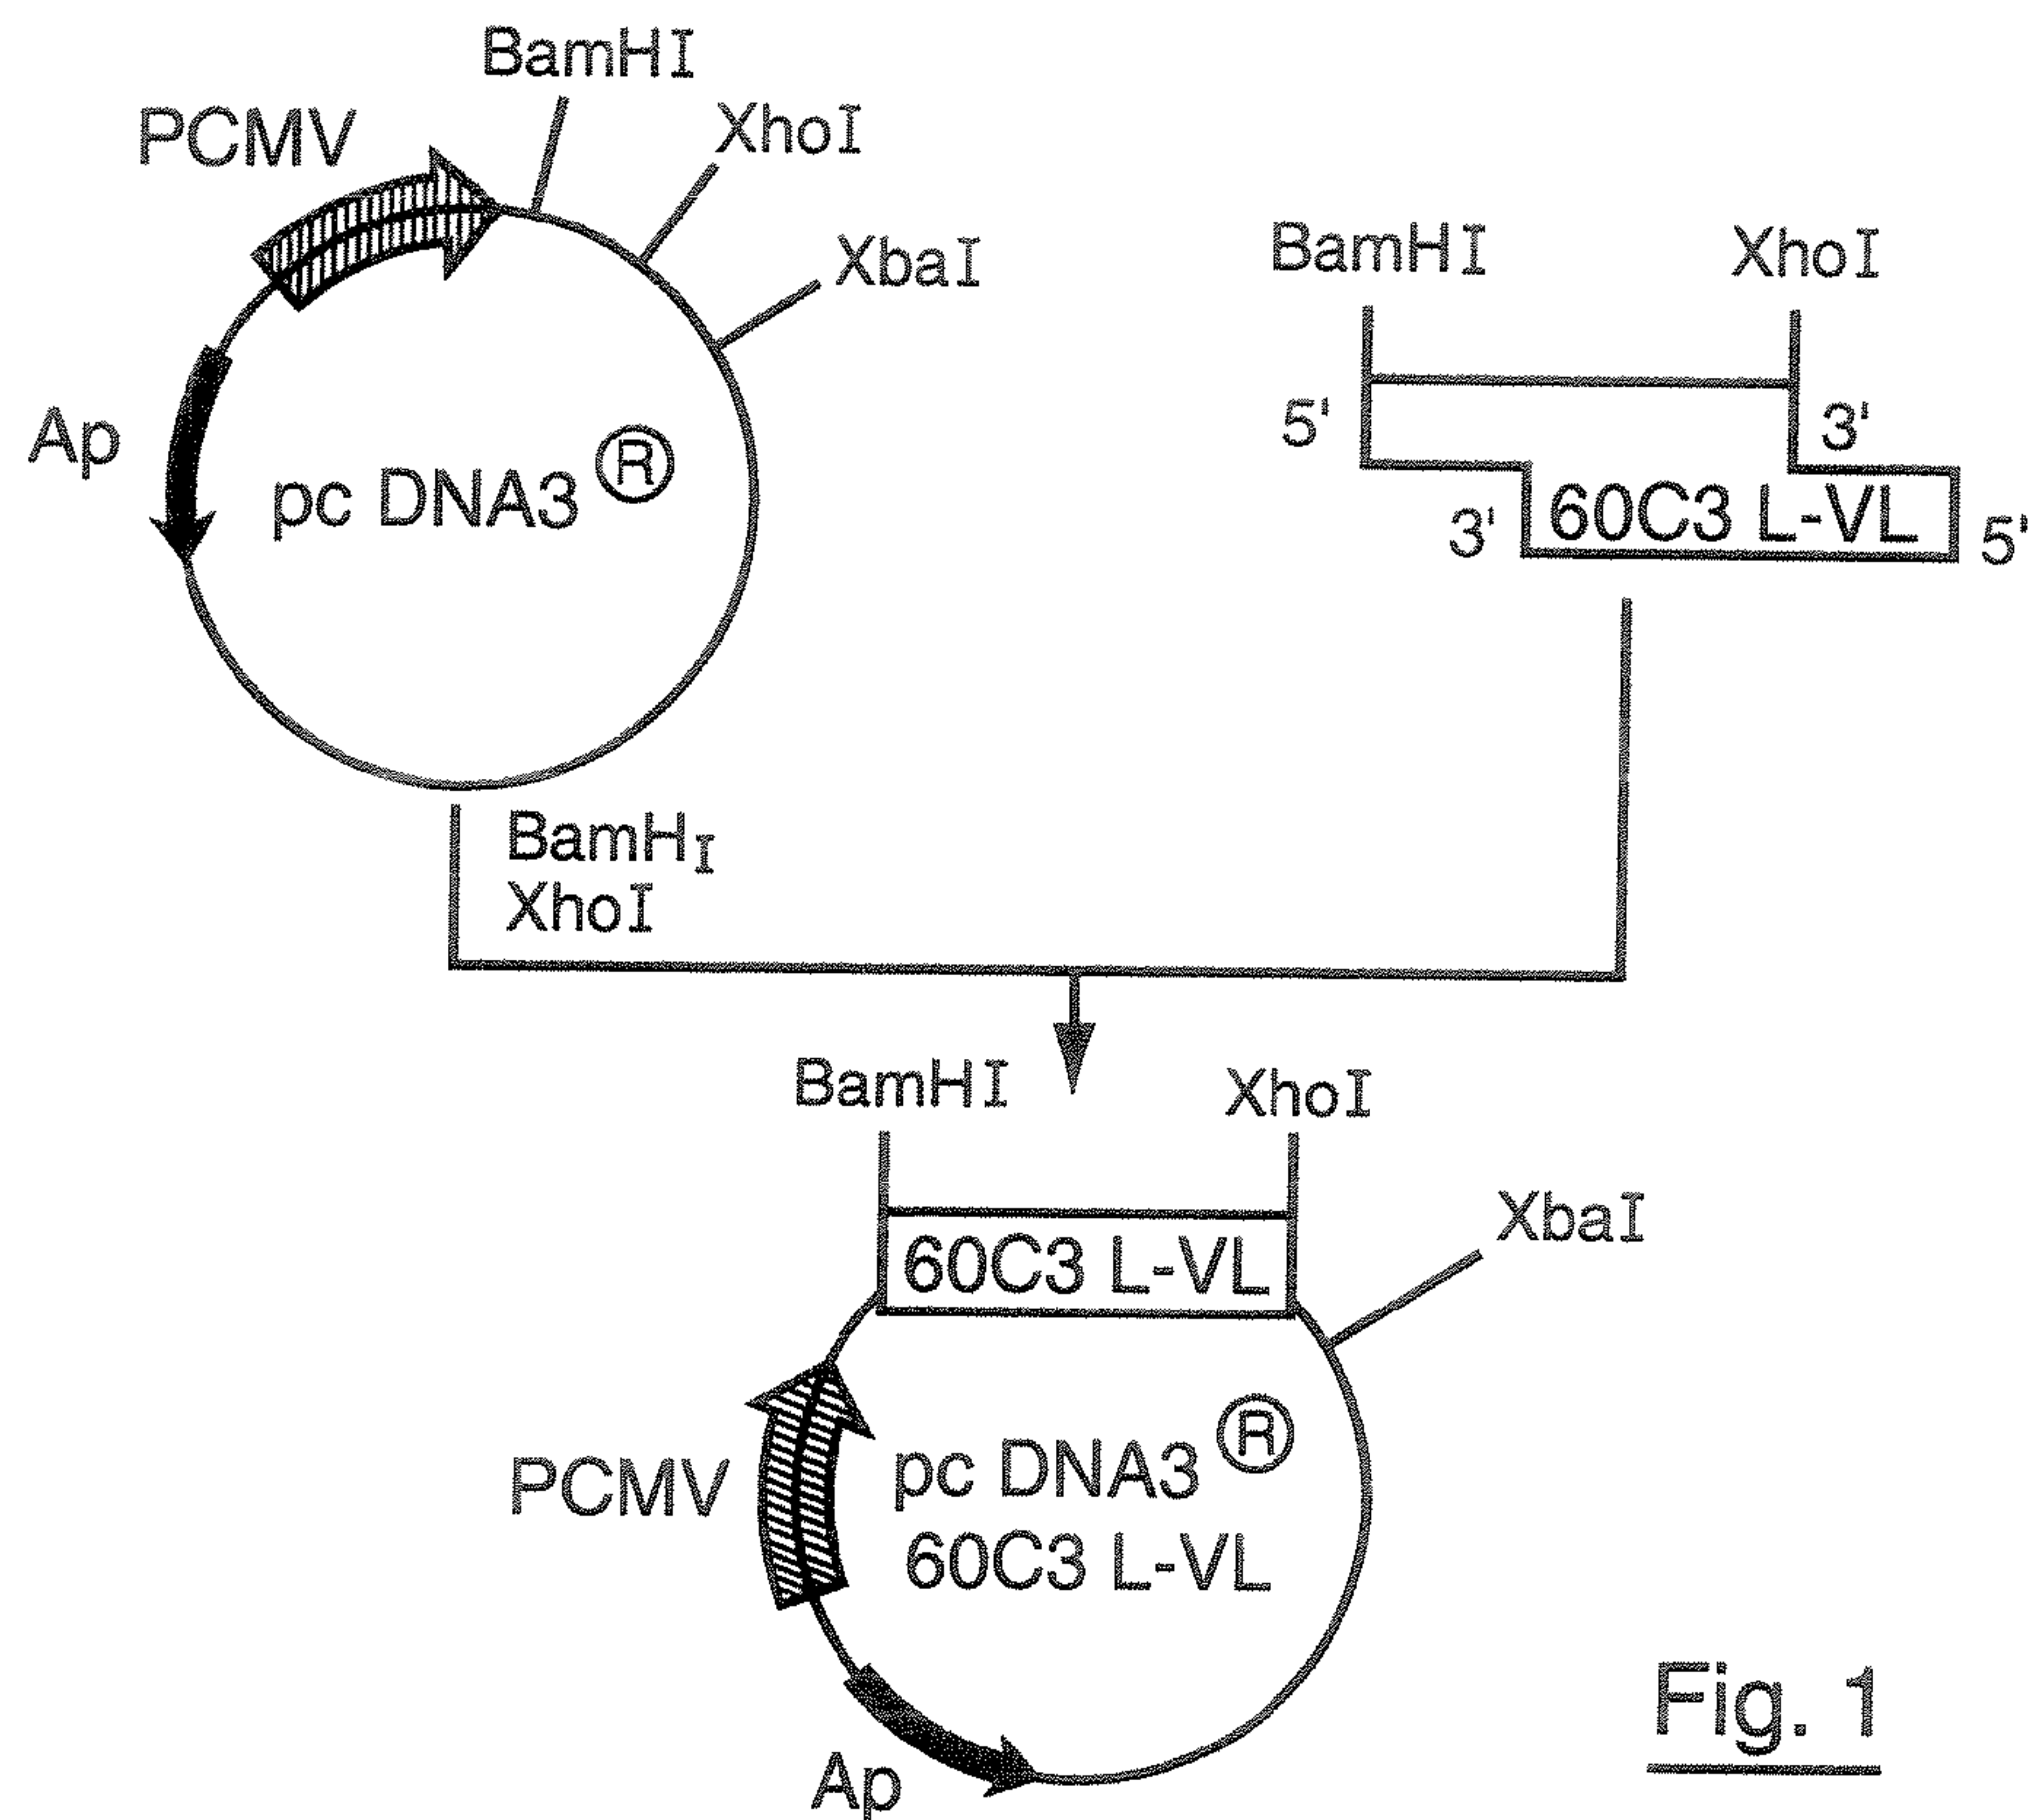 BamHI
PCMV
XhoI
XbaI
Ap
pc DNA3 ®
BamHI
XhoI
5'
3'
3'
60C3 L-VL
5'
BamHI
XhoI
BamHI
XhoI
60C3 L-VL
XbaI
PCMV
pc DNA3 ®
60C3 L-VL
Ap
Fig. 1